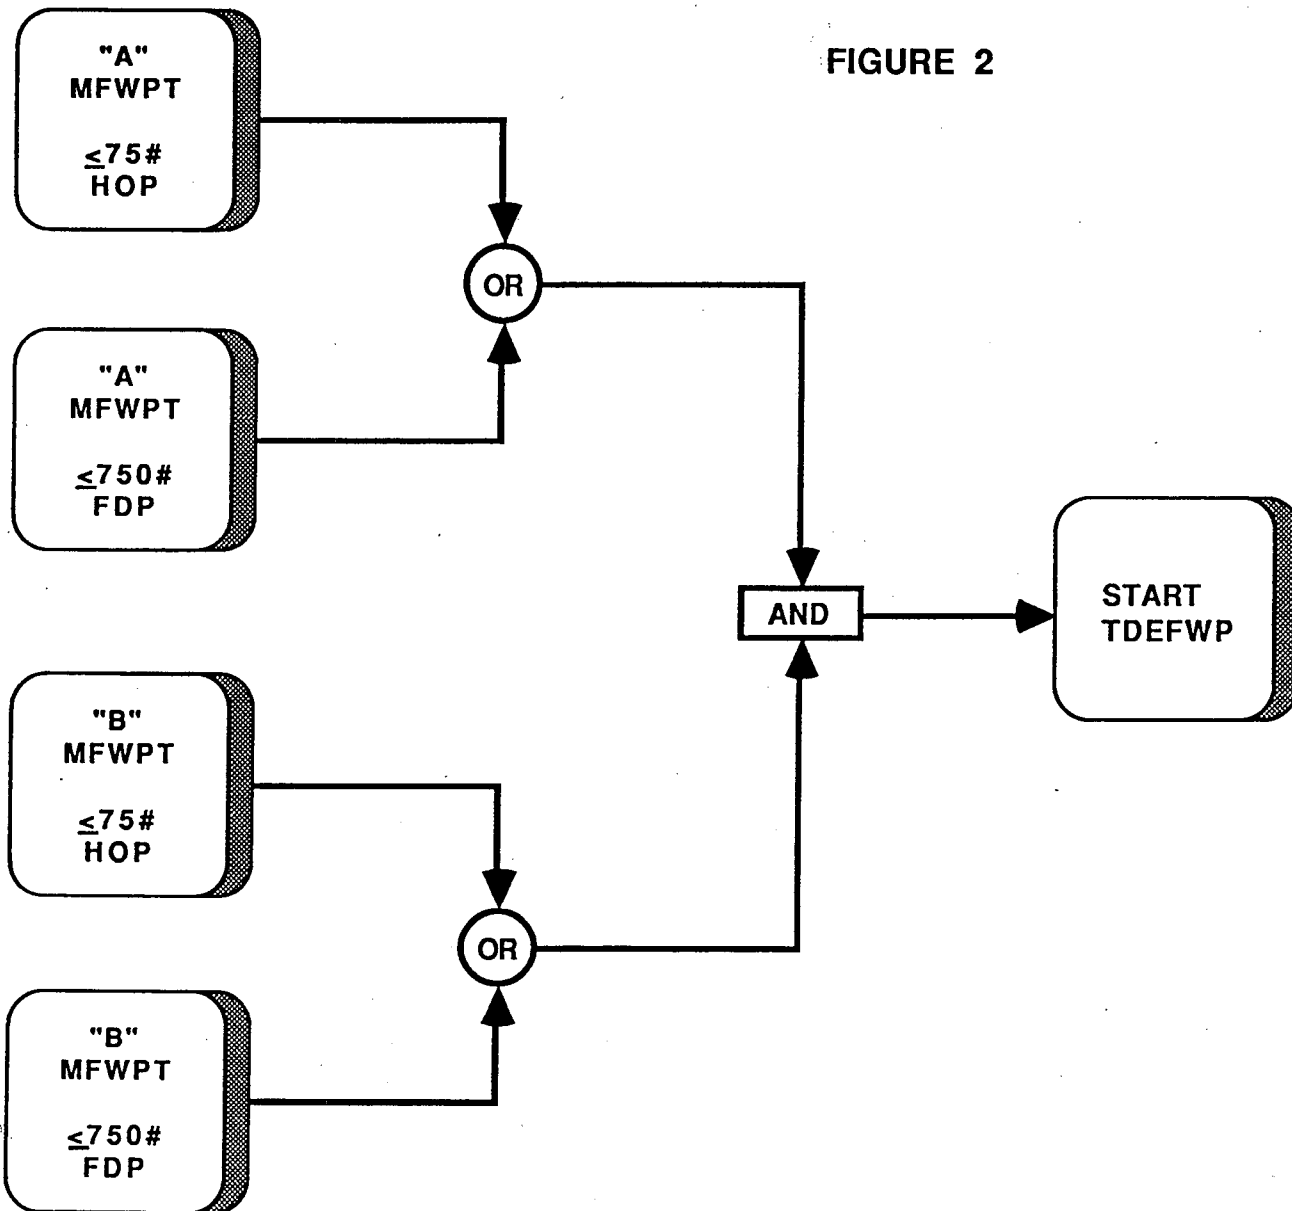 FIGURE 2
"A"
MFWPT
≤75#
HOP
OR
"A"
MFWPT
≤750#
FDP
AND
START
TDEFWP
"B"
MFWPT
≤75#
HOP
OR
"B"
MFWPT
≤750#
FDP